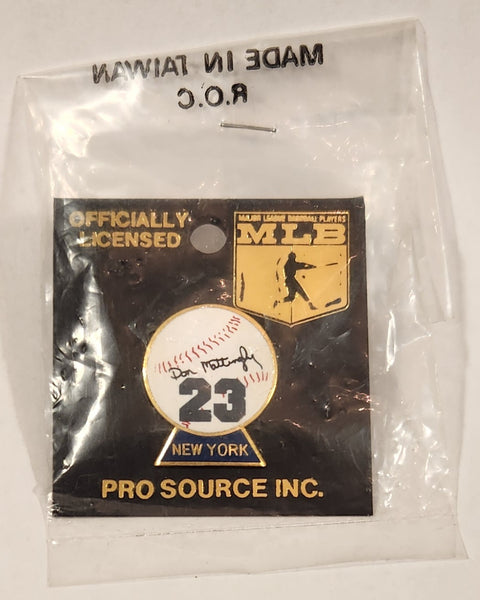 MADE IN TAIWAN
R.O.C
OFFICIALLY
LICENSED
MAJOR LEAGUE BASEBALL PLAYERS
MLB
Don Mattingly
23
NEW YORK
PRO SOURCE INC.